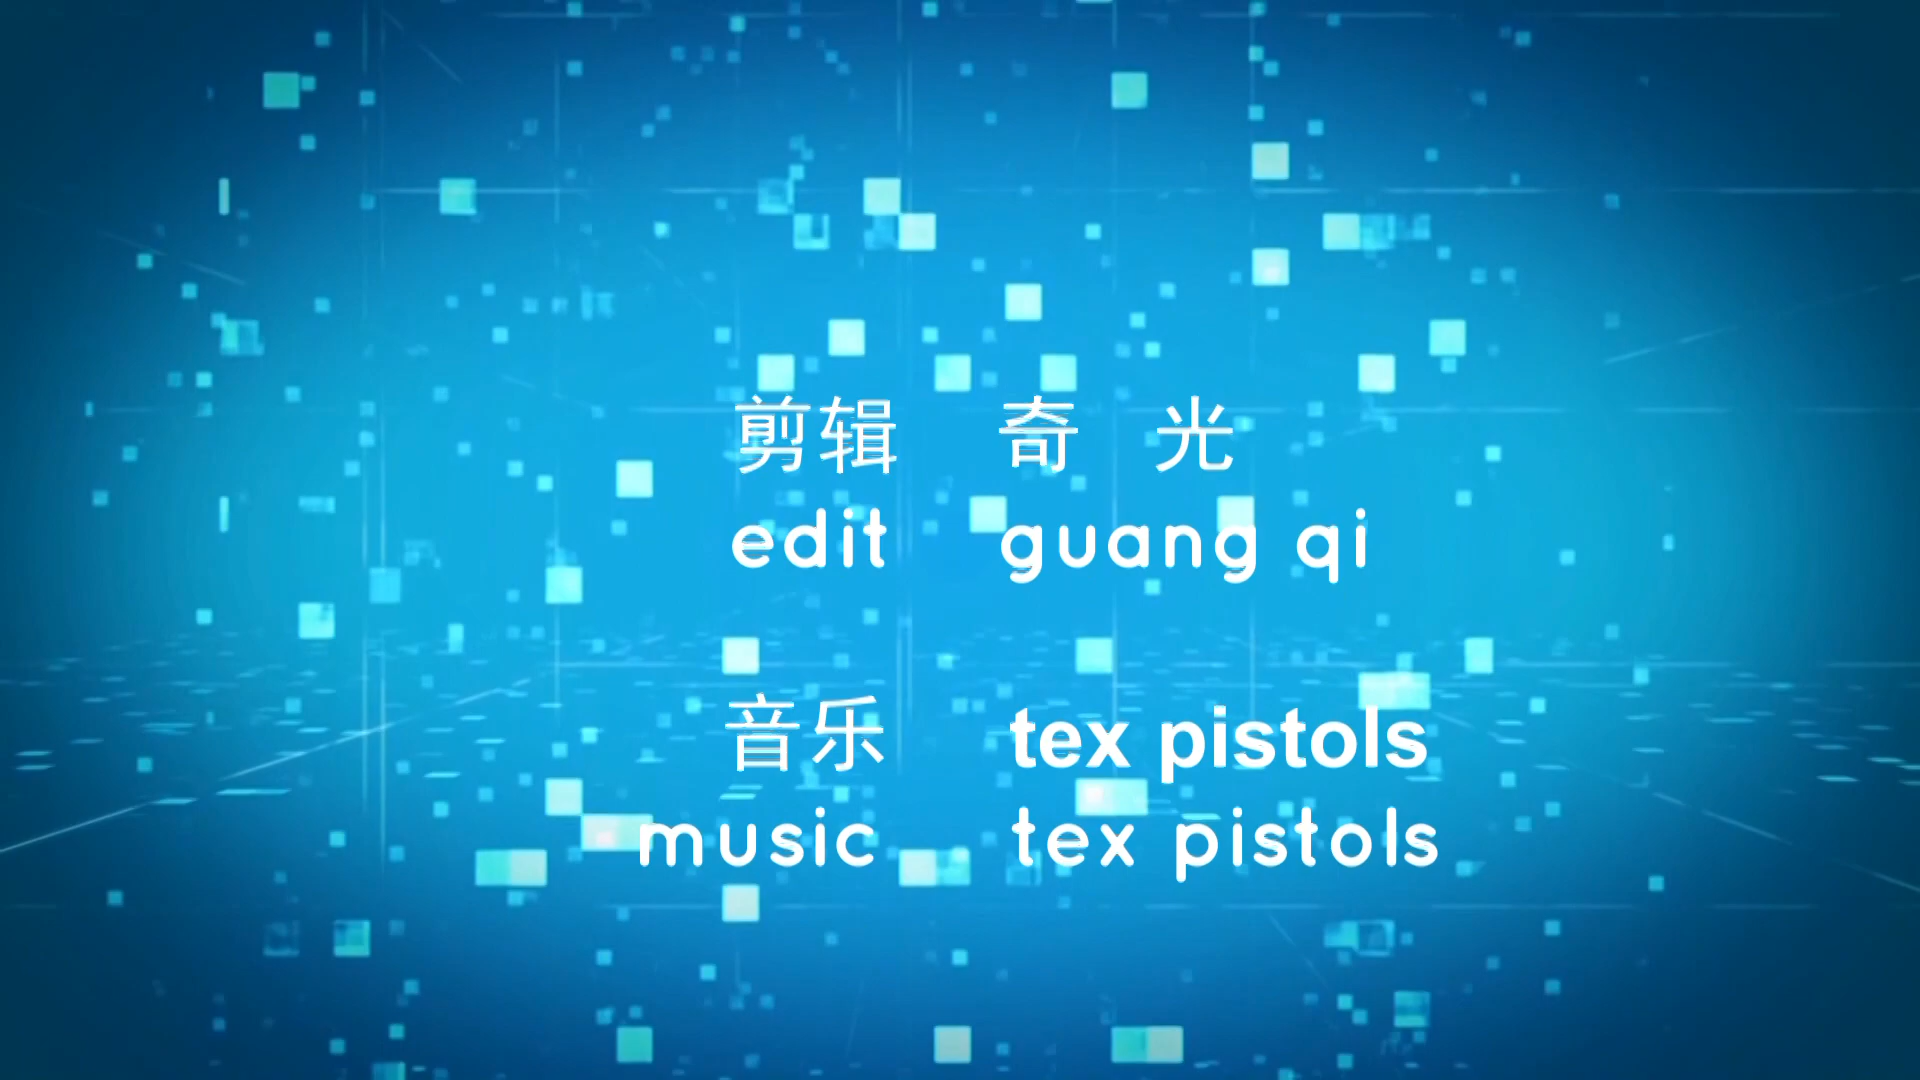 剪辑 奇 光
edit guang qi
音乐 tex pistols
music tex pistols